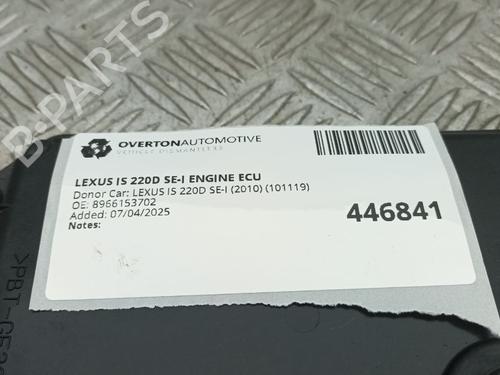 B-PARTS
OVERTONAUTOMOTIVE
VEHICLE DISMANTLERS
LEXUS IS 220D SE-I ENGINE ECU
Donor Car: LEXUS IS 220D SE-I (2010) (101119)
OE: 8966153702
Added: 07/04/2025
Notes:
446841